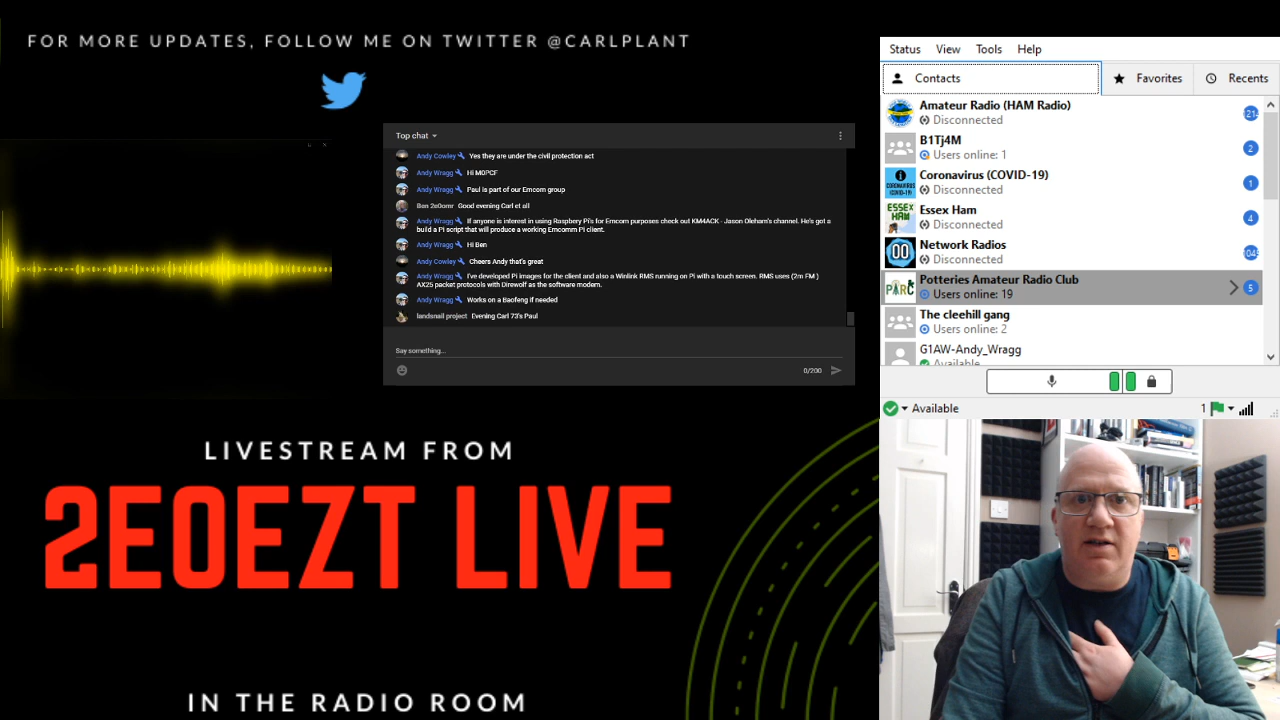 FOR MORE UPDATES, FOLLOW ME ON TWITTER @CARLPLANT
Top chat
Andy Cowley Yes they are under the civil protection act
Andy Wragg Hi M0PCF
Andy Wragg Paul is part of our Emcom group
Ben 2e0omr Good evening Carl et all
Andy Wragg If anyone is interest in using Raspbery Pi's for Emcom purposes check out KM4ACK - Jason Oleham's channel. He's got a
build a Pi script that will produce a working Emcomm Pi client.
Andy Wragg Hi Ben
Andy Cowley Cheers Andy that's great
Andy Wragg I've developed Pi images for the client and also a Winlink RMS running on Pi with a touch screen. RMS uses (2m FM )
AX25 packet protocols with Direwolf as the software modem.
Andy Wragg Works on a Baofeng if needed
landsnail project Evening Carl 73's Paul
Say something...
0/200
LIVESTREAM FROM
2E0EZT LIVE
IN THE RADIO ROOM
Status View Tools Help
Contacts Favorites Recents
Amateur Radio (HAM Radio)
Disconnected
B1Tj4M
Users online: 1
2
Coronavirus (COVID-19)
Disconnected
1
CORONAVIRUS
Essex Ham
Disconnected
4
ESSEX
HAM
Network Radios
Disconnected
Potteries Amateur Radio Club
Users online: 19
5
PARC
The cleehill gang
Users online: 2
G1AW-Andy_Wragg
Available
Available
1